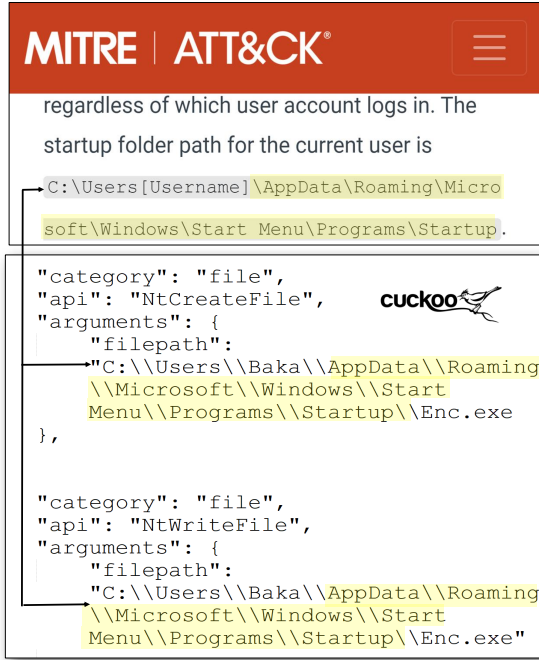 MITRE | ATT&CK®
regardless of which user account logs in. The
startup folder path for the current user is
C:\Users[Username]\AppData\Roaming\Micro
soft\Windows\Start Menu\Programs\Startup.
"category": "file",
"api": "NtCreateFile",
cuckoo
"arguments": {
"filepath":
"C:\\Users\\Baka\\AppData\\Roaming
\\Microsoft\\Windows\\Start
Menu\\Programs\\Startup\\Enc.exe
},
"category": "file",
"api": "NtWriteFile",
"arguments": {
"filepath":
"C:\\Users\\Baka\\AppData\\Roaming
\\Microsoft\\Windows\\Start
Menu\\Programs\\Startup\\Enc.exe"